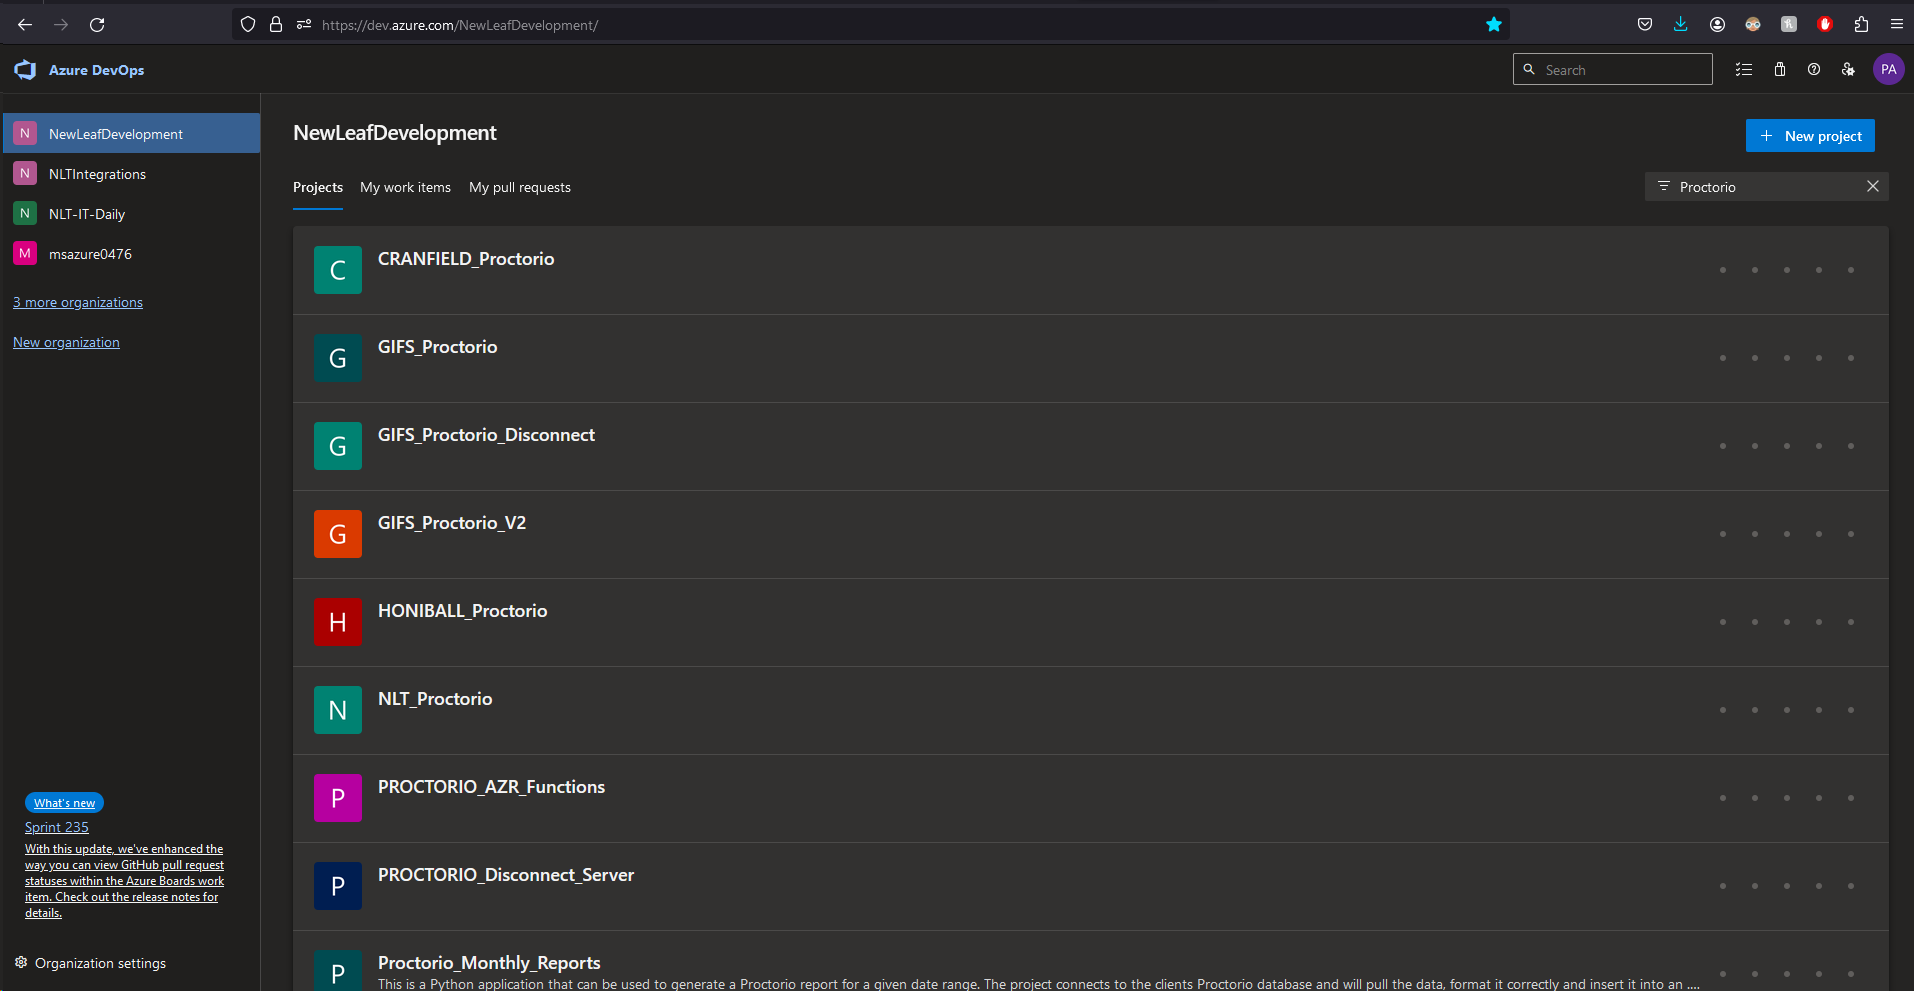 https://dev.azure.com/NewLeafDevelopment/
Azure DevOps
Search
PA
N NewLeafDevelopment
N NLTIntegrations
N NLT-IT-Daily
M msazure0476
3 more organizations
New organization
What's new
Sprint 235
With this update, we've enhanced the
way you can view GitHub pull request
statuses within the Azure Boards work
item. Check out the release notes for
details.
Organization settings
NewLeafDevelopment
New project
Projects My work items My pull requests
Proctorio
C CRANFIELD_Proctorio
G GIFS_Proctorio
G GIFS_Proctorio_Disconnect
G GIFS_Proctorio_V2
H HONIBALL_Proctorio
N NLT_Proctorio
P PROCTORIO_AZR_Functions
P PROCTORIO_Disconnect_Server
P Proctorio_Monthly_Reports
This is a Python application that can be used to generate a Proctorio report for a given date range. The project connects to the clients Proctorio database and will pull the data, format it correctly and insert it into an ....